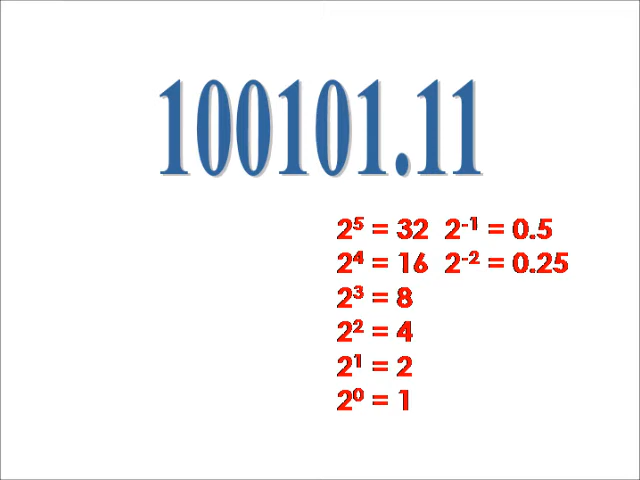 100101.11
2⁵ = 32 2⁻¹ = 0.5
2⁴ = 16 2⁻² = 0.25
2³ = 8
2² = 4
2¹ = 2
2⁰ = 1